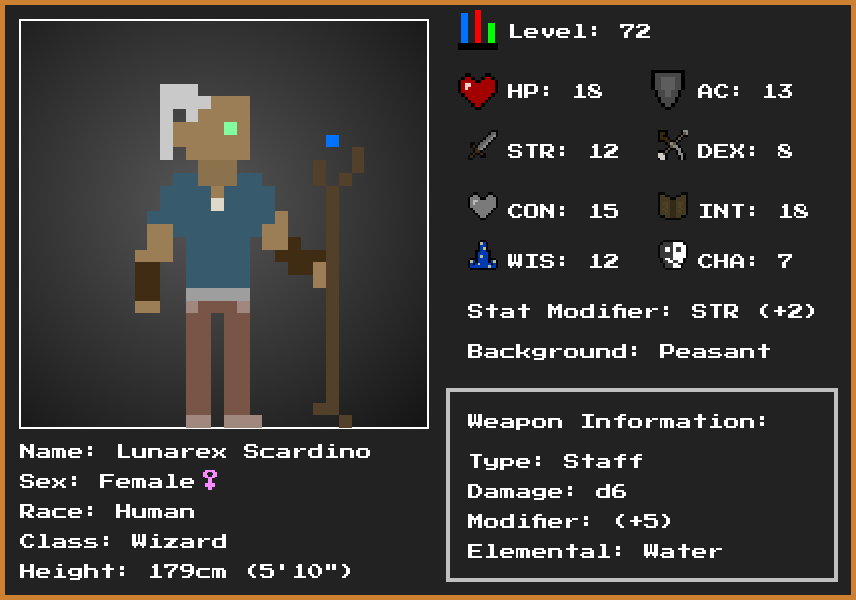 Level: 72
HP: 18 AC: 13
STR: 12 DEX: 8
CON: 15 INT: 18
WIS: 12 CHA: 7
Stat Modifier: STR (+2)
Background: Peasant
Weapon Information:
Type: Staff
Damage: d6
Modifier: (+5)
Elemental: Water
Name: Lunarex Scardino
Sex: Female♀
Race: Human
Class: Wizard
Height: 179cm (5'10")